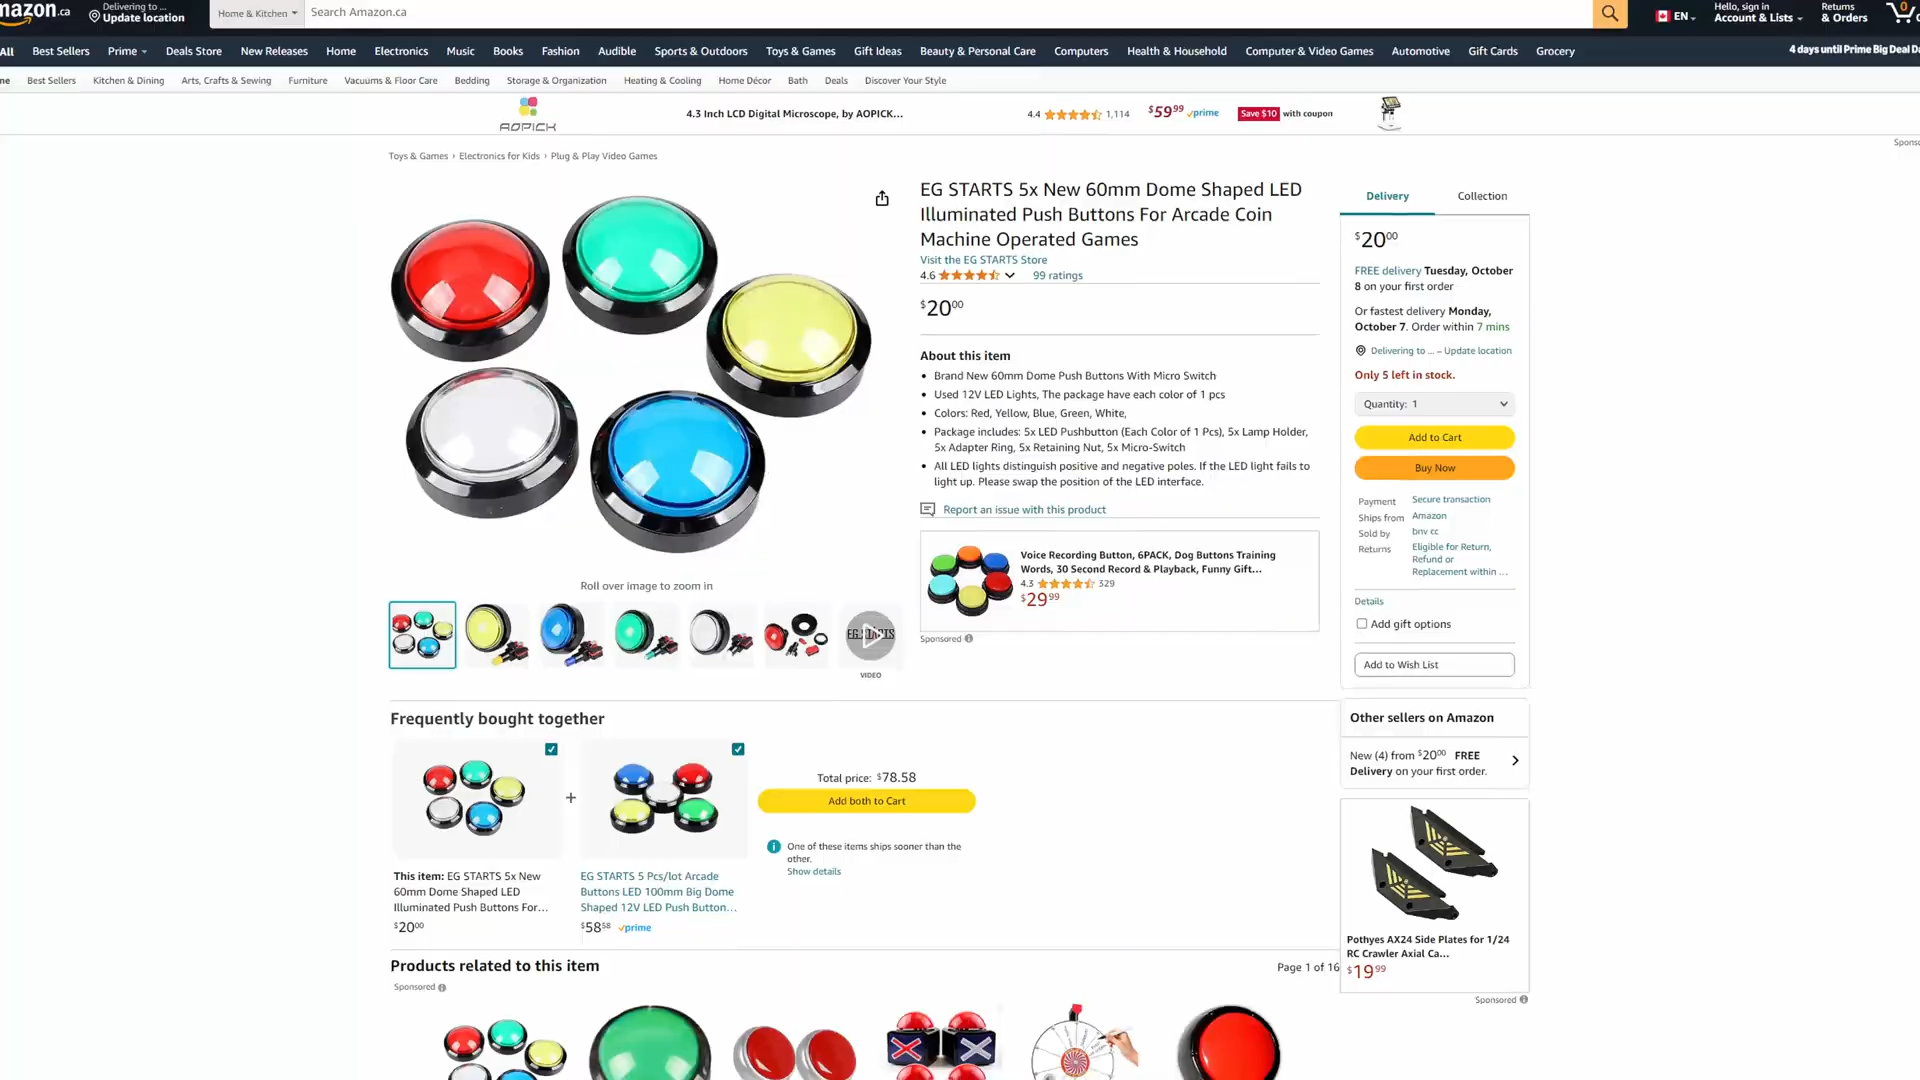 mazon.ca
Delivering to ...
Update location
Home & Kitchen
Search Amazon.ca
EN
Hello, sign in
Account & Lists
Returns
& Orders
0
All
Best Sellers
Prime
Deals Store
New Releases
Home
Electronics
Music
Books
Fashion
Audible
Sports & Outdoors
Toys & Games
Gift Ideas
Beauty & Personal Care
Computers
Health & Household
Computer & Video Games
Automotive
Gift Cards
Grocery
4 days until Prime Big Deal Da
me
Best Sellers
Kitchen & Dining
Arts, Crafts & Sewing
Furniture
Vacuums & Floor Care
Bedding
Storage & Organization
Heating & Cooling
Home Décor
Bath
Deals
Discover Your Style
AOPICK
4.3 Inch LCD Digital Microscope, by AOPICK...
4.4
1,114
$59 99
prime
Save $10 with coupon
Sponso
Toys & Games › Electronics for Kids › Plug & Play Video Games
EG STARTS 5x New 60mm Dome Shaped LED
Illuminated Push Buttons For Arcade Coin
Machine Operated Games
Visit the EG STARTS Store
4.6
99 ratings
$20 00
About this item
• Brand New 60mm Dome Push Buttons With Micro Switch
• Used 12V LED Lights, The package have each color of 1 pcs
• Colors: Red, Yellow, Blue, Green, White,
• Package includes: 5x LED Pushbutton (Each Color of 1 Pcs), 5x Lamp Holder,
5x Adapter Ring, 5x Retaining Nut, 5x Micro-Switch
• All LED lights distinguish positive and negative poles. If the LED light fails to
light up. Please swap the position of the LED interface.
Report an issue with this product
Voice Recording Button, 6PACK, Dog Buttons Training
Words, 30 Second Record & Playback, Funny Gift...
4.3
329
$29 99
Sponsored
Roll over image to zoom in
EG STARTS
VIDEO
Delivery
Collection
$20 00
FREE delivery Tuesday, October
8 on your first order
Or fastest delivery Monday,
October 7. Order within 7 mins
Delivering to ... – Update location
Only 5 left in stock.
Quantity: 1
Add to Cart
Buy Now
Payment
Secure transaction
Ships from
Amazon
Sold by
bnv cc
Returns
Eligible for Return,
Refund or
Replacement within ...
Details
Add gift options
Add to Wish List
Other sellers on Amazon
New (4) from $20 00 FREE
Delivery on your first order.
Pothyes AX24 Side Plates for 1/24
RC Crawler Axial Ca...
$19 99
Sponsored
Frequently bought together
+
This item: EG STARTS 5x New
60mm Dome Shaped LED
Illuminated Push Buttons For...
$20 00
EG STARTS 5 Pcs/lot Arcade
Buttons LED 100mm Big Dome
Shaped 12V LED Push Button...
$58 58
prime
Total price: $78.58
Add both to Cart
One of these items ships sooner than the
other.
Show details
Products related to this item
Page 1 of 16
Sponsored